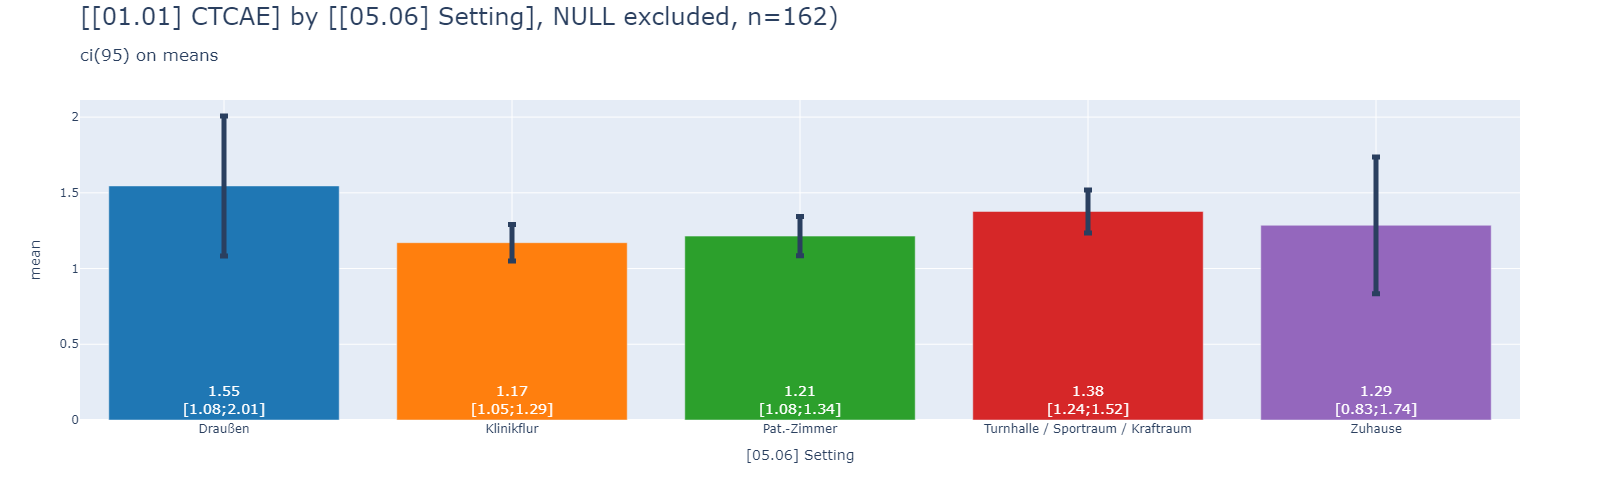 [[01.01] CTCAE] by [[05.06] Setting], NULL excluded, n=162)
ci(95) on means
mean
2
1.5
1
0.5
0
1.55
[1.08;2.01]
1.17
[1.05;1.29]
1.21
[1.08;1.34]
1.38
[1.24;1.52]
1.29
[0.83;1.74]
Draußen
Klinikflur
Pat.-Zimmer
Turnhalle / Sportraum / Kraftraum
Zuhause
[05.06] Setting